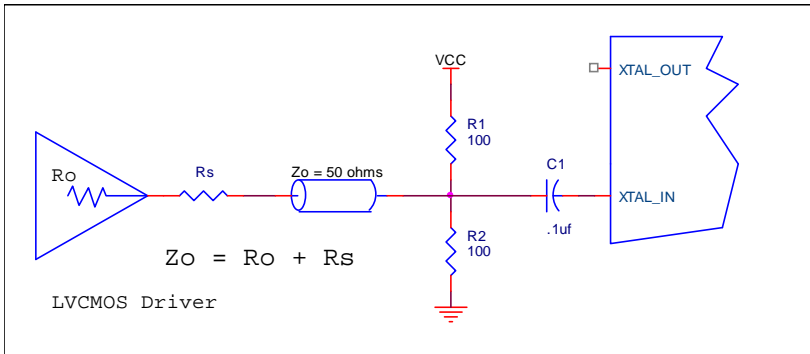 VCC
XTAL_OUT
R1
100
Ro
Rs
Zo = 50 ohms
C1
XTAL_IN
.1uf
R2
100
Zo = Ro + Rs
LVCMOS Driver